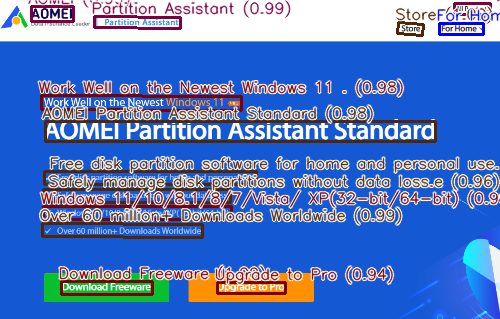 AOMEI
Partition Assistant (0.99)
Store
For Hom
AOMEI
Data Insurance Leader
Partition Assistant
Store
For Home
Work Well on the Newest Windows 11 . (0.98)
Work Well on the Newest Windows 11
AOMEI Partition Assistant Standard (0.98)
AOMEI Partition Assistant Standard
Free disk partition software for home and personal use.
Safely manage disk partitions without data loss.e (0.96)
Windows 11/10/8.1/8/7/Vista/ XP(32-bit/64-bit) (0.9
Over 60 million+ Downloads Worldwide (0.99)
Over 60 million+ Downloads Worldwide
Download Freeware
Upgrade to Pro (0.94)
Download Freeware
Upgrade to Pro